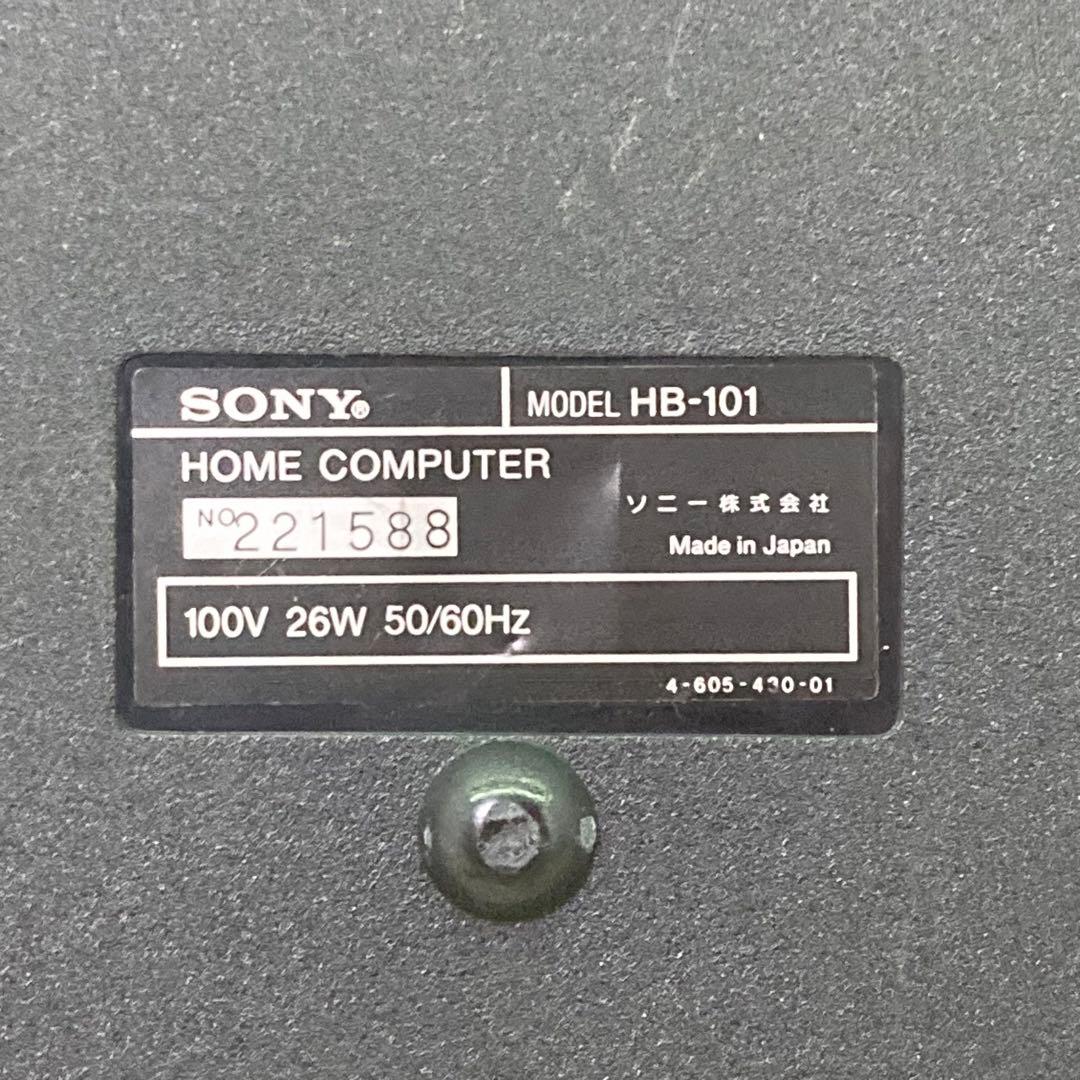 SONY® MODEL HB-101
HOME COMPUTER
NO. 221588
ソニー株式会社
Made in Japan
100V 26W 50/60Hz
4-605-430-01